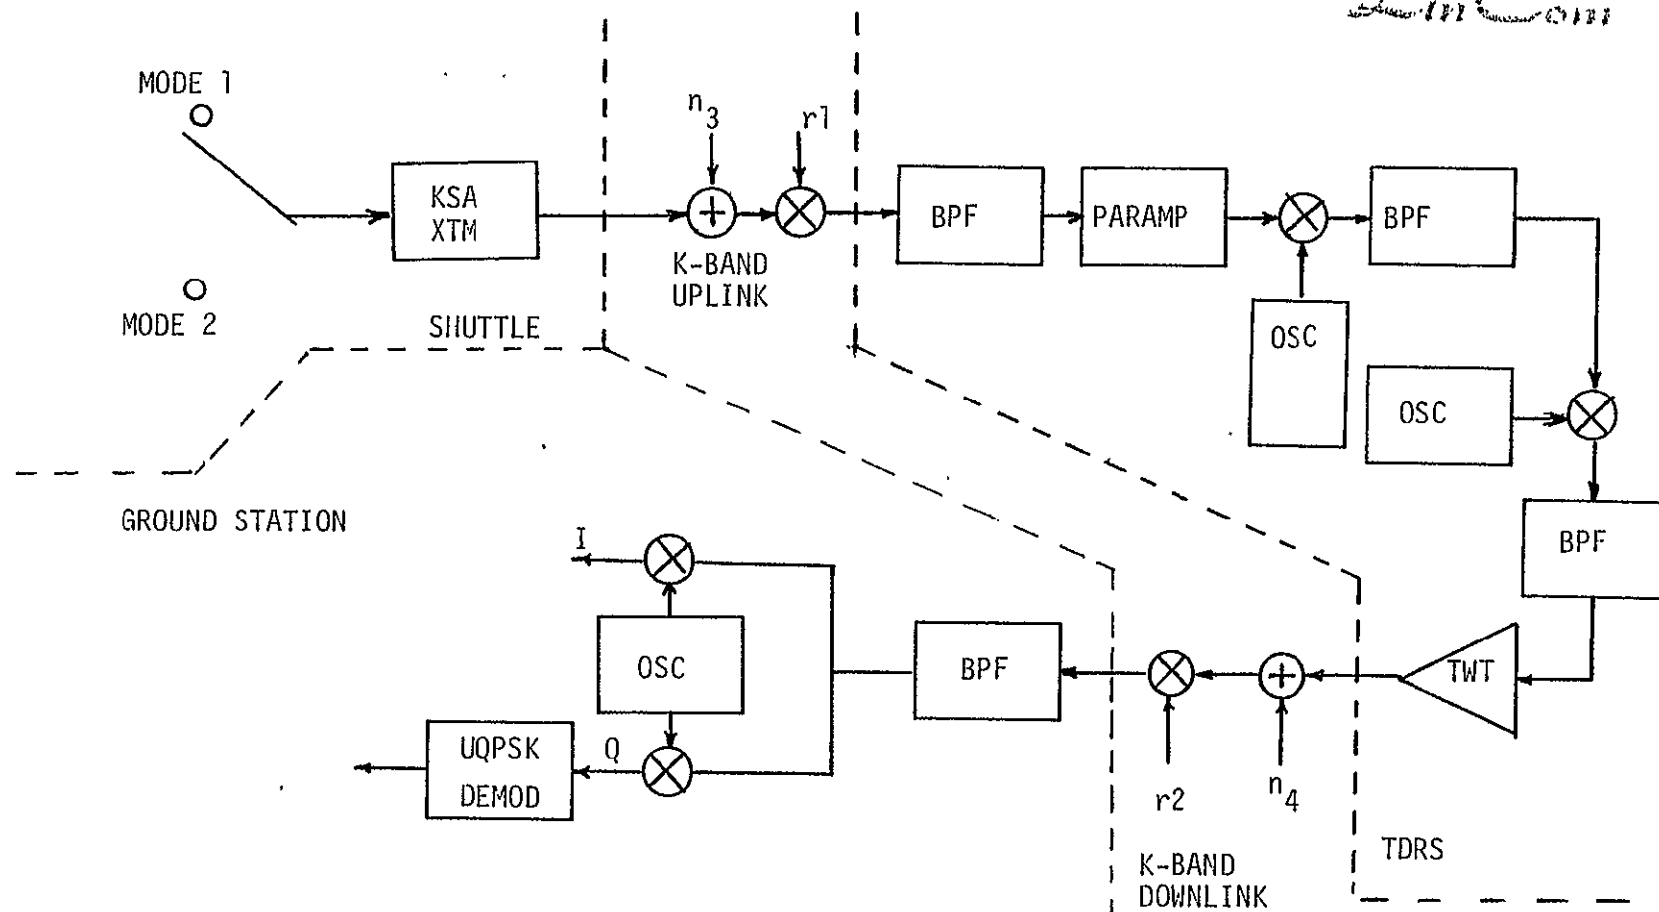 MODE 1
n3
r1
KSA
XTM
BPF
PARAMP
BPF
K-BAND
UPLINK
MODE 2
SHUTTLE
OSC
OSC
GROUND STATION
I
BPF
OSC
BPF
TWT
UQPSK
DEMOD
Q
r2
n4
TDRS
K-BAND
DOWNLINK